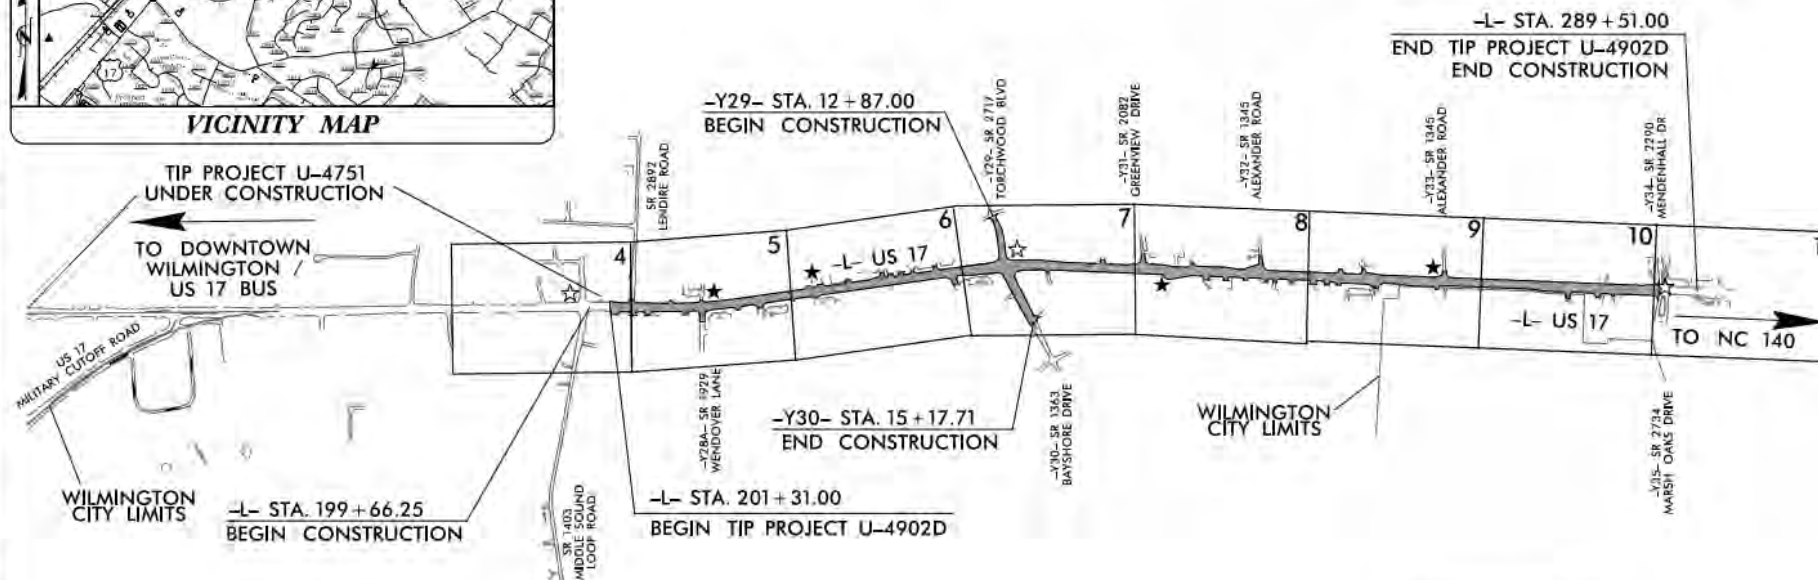 17
VICINITY MAP
TIP PROJECT U-4751
UNDER CONSTRUCTION
TO DOWNTOWN
WILMINGTON /
US 17 BUS
US 17
MILITARY CUTOFF ROAD
WILMINGTON
CITY LIMITS
-L- STA. 199+66.25
BEGIN CONSTRUCTION
SR 1403
MIDDLE SOUND
LOOP ROAD
SR 2892
LENDIRE ROAD
4
5
6
7
8
9
10
-L- US 17
-Y28A- SR
WENDOVER LANE
-L- STA. 201+31.00
BEGIN TIP PROJECT U-4902D
-Y29- STA. 12+87.00
BEGIN CONSTRUCTION
-Y29- SR 2717
TORCHWOOD BLVD
-Y30- STA. 15+17.71
END CONSTRUCTION
-Y30- SR 1363
BAYSHORE DRIVE
-Y31- SR 2082
GREENVIEW DRIVE
-Y32- SR 1345
ALEXANDER ROAD
-Y33- SR 1345
ALEXANDER ROAD
WILMINGTON
CITY LIMITS
-L- US 17
-L- STA. 289+51.00
END TIP PROJECT U-4902D
END CONSTRUCTION
-Y34- SR 2290
MENDENHALL DR
TO NC 140
-Y35- SR 2734
MARSH OAKS DRIVE